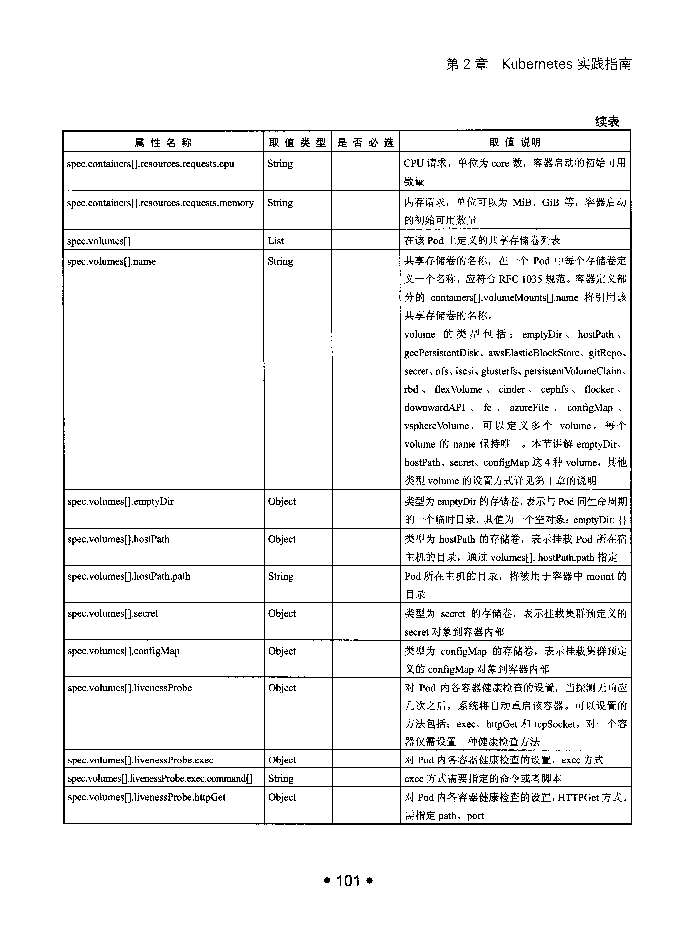 第 2 章 Kubernetes 实践指南
续表
属 性 名 称 取 值 类 型 是 否 必 选 取 值 说明
spec.containers[].resources.requests.cpu String CPU 请求，单位为 core 数，容器启动的初始可用
数量
spec.containers[].resources.requests.memory String 内存请求，单位可以为 MiB、GiB 等，容器启动
的初始可用数量
spec.volumes[] List 在该 Pod 上定义的共享存储卷列表
spec.volumes[].name String 共享存储卷的名称，在一个 Pod 中每个存储卷定
义一个名称，应符合 RFC 1035 规范。容器定义部
分的 containers[].volumeMounts[].name 将引用该
共享存储卷的名称。
volume 的类型包括：emptyDir、hostPath、
gcePersistentDisk、awsElasticBlockStore、gitRepo、
secret、nfs、iscsi、glusterfs、persistentVolumeClaim、
rbd、flexVolume、cinder、cephfs、flocker、
downwardAPI、fc、azureFile、configMap、
vsphereVolume，可以定义多个 volume，每个
volume 的 name 保持唯一。本节讲解 emptyDir、
hostPath、secret、configMap 这 4 种 volume，其他
类型 volume 的设置方式详见第 1 章的说明
spec.volumes[].emptyDir Object 类型为 emptyDir 的存储卷，表示与 Pod 同生命周期
的一个临时目录，其值为一个空对象：emptyDir: {}
spec.volumes[].hostPath Object 类型为 hostPath 的存储卷，表示挂载 Pod 所在宿
主机的目录，通过 volumes[]. hostPath.path 指定
spec.volumes[].hostPath.path String Pod 所在主机的目录，将被用于容器中 mount 的
目录
spec.volumes[].secret Object 类型为 secret 的存储卷，表示挂载集群预定义的
secret 对象到容器内部
spec.volumes[].configMap Object 类型为 configMap 的存储卷，表示挂载集群预定
义的 configMap 对象到容器内部
spec.volumes[].livenessProbe Object 对 Pod 内各容器健康检查的设置，当探测无响应
几次之后，系统将自动重启该容器。可以设置的
方法包括：exec、httpGet 和 tcpSocket，对一个容
器仅需设置一种健康检查方法
spec.volumes[].livenessProbe.exec Object 对 Pod 内各容器健康检查的设置，exec 方式
spec.volumes[].livenessProbe.exec.command[] String exec 方式需要指定的命令或者脚本
spec.volumes[].livenessProbe.httpGet Object 对 Pod 内各容器健康检查的设置，HTTPGet 方式。
需指定 path、port
• 101 •